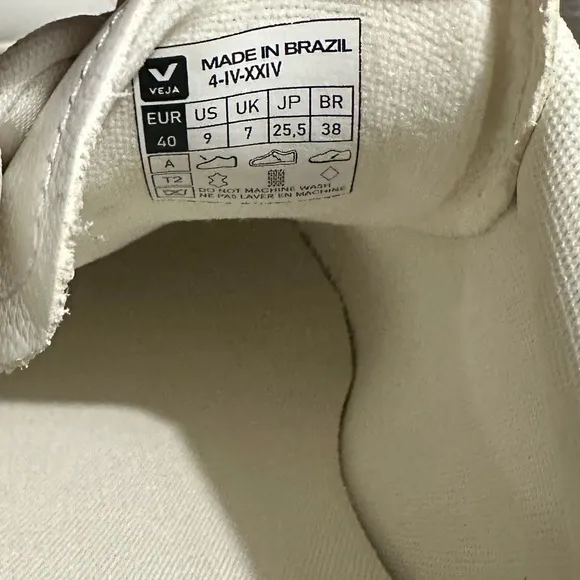 MADE IN BRAZIL
4-IV-XXIV
VEJA
EUR US UK JP BR
40 9 7 25,5 38
A
T2
DO NOT MACHINE WASH
NE PAS LAVER EN MACHINE